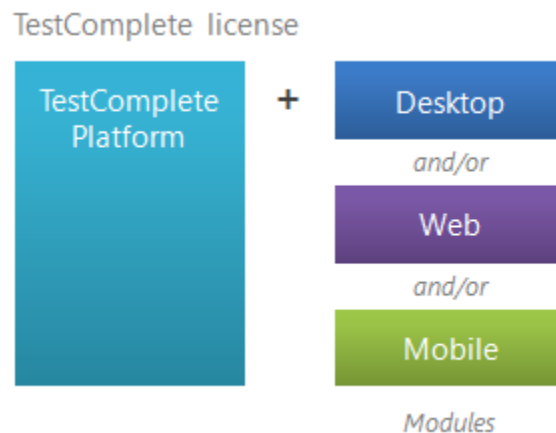 TestComplete license
TestComplete
Platform
+
Desktop
and/or
Web
and/or
Mobile
Modules